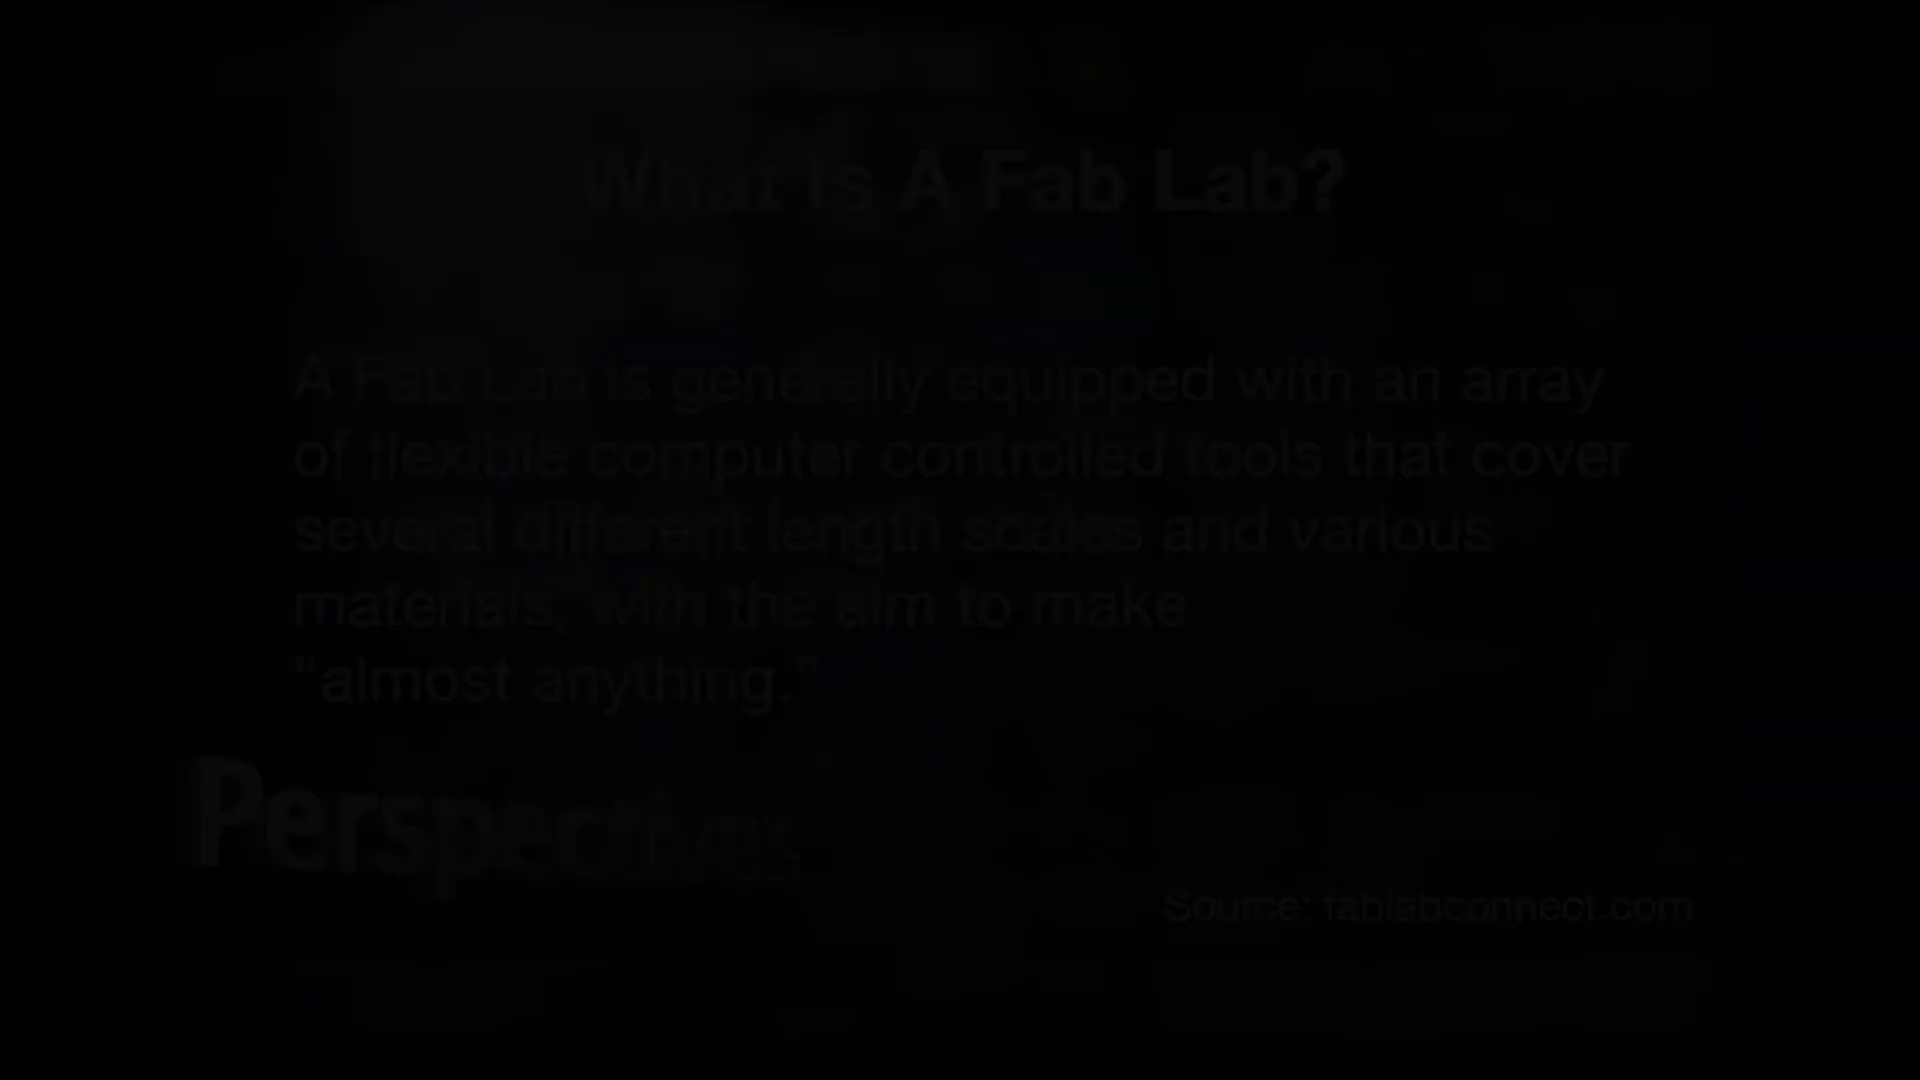 What Is A Fab Lab?
A Fab Lab is generally equipped with an array
of flexible computer controlled tools that cover
several different length scales and various
materials, with the aim to make
“almost anything.”
Perspectives
Source: fablabconnect.com